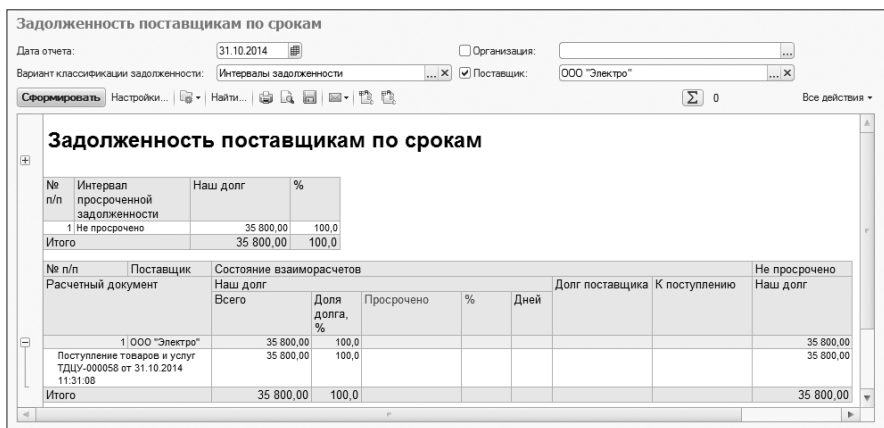 Задолженность поставщикам по срокам
Дата отчета: 31.10.2014 Организация: ...
Вариант классификации задолженности: Интервалы задолженности ... × Поставщик: ООО "Электро" ... ×
Сформировать Настройки... Найти... Σ 0 Все действия
Задолженность поставщикам по срокам
№ п/п Интервал просроченной задолженности Наш долг %
1 Не просрочено 35 800,00 100,0
Итого 35 800,00 100,0
№ п/п Поставщик Состояние взаиморасчетов Не просрочено
Расчетный документ Наш долг Долг поставщика К поступлению Наш долг
Всего Доля долга, % Просрочено % Дней
1 ООО "Электро" 35 800,00 100,0 35 800,00
Поступление товаров и услуг 35 800,00 100,0 35 800,00
ТДЦУ-000058 от 31.10.2014
11:31:08
Итого 35 800,00 100,0 35 800,00